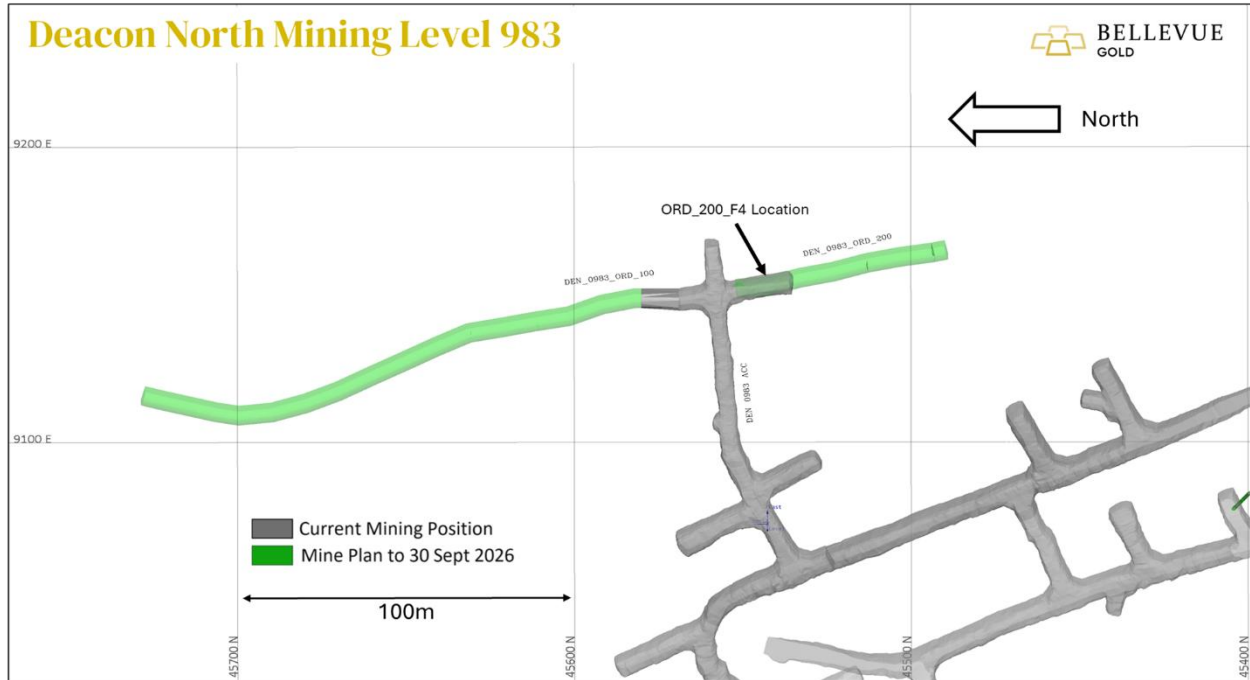 Deacon North Mining Level 983
BELLEVUE
GOLD
North
9200 E
ORD_200_F4 Location
DEN_0983_ORD_200
DEN_0983_ORD_100
DEN 0983 ACC
9100 E
Current Mining Position
Mine Plan to 30 Sept 2026
100m
45700 N
45600 N
45500 N
45400 N